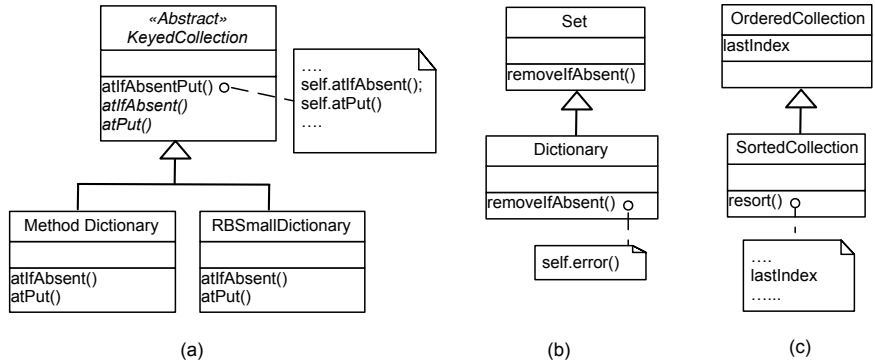 «Abstract»
KeyedCollection
atIfAbsentPut()
atIfAbsent()
atPut()
….
self.atIfAbsent();
self.atPut()
….
Method Dictionary
atIfAbsent()
atPut()
RBSmallDictionary
atIfAbsent()
atPut()
(a)
Set
removeIfAbsent()
Dictionary
removeIfAbsent()
self.error()
(b)
OrderedCollection
lastIndex
SortedCollection
resort()
….
lastIndex
…...
(c)